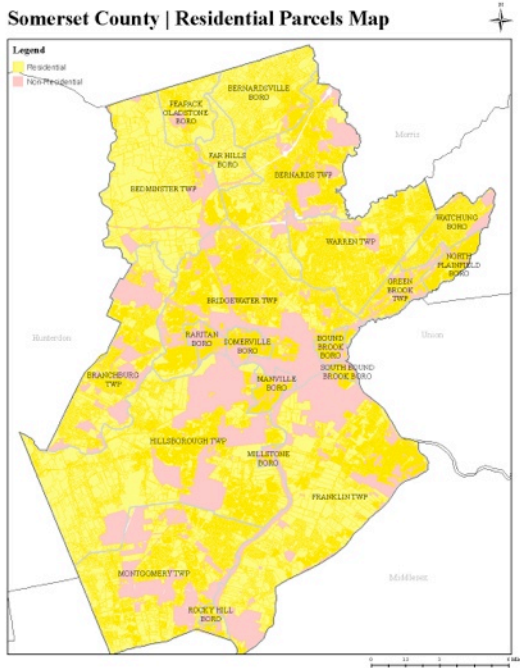 Somerset County | Residential Parcels Map
N
Legend
Residential
Non-Residential
BERNARDSVILLE
BORO
PEAPACK
GLADSTONE
BORO
Morris
FAR HILLS
BORO
BERNARDS TWP
BEDMINSTER TWP
WATCHUNG
BORO
WARREN TWP
NORTH
PLAINFIELD
BORO
GREEN
BROOK
TWP
BRIDGEWATER TWP
Hunterdon
RARITAN
BORO
SOMERVILLE
BORO
BOUND
BROOK
BORO
Union
SOUTH BOUND
BROOK BORO
BRANCHBURG
TWP
MANVILLE
BORO
HILLSBOROUGH TWP
MILLSTONE
BORO
FRANKLIN TWP
MONTGOMERY TWP
Middlesex
ROCKY HILL
BORO